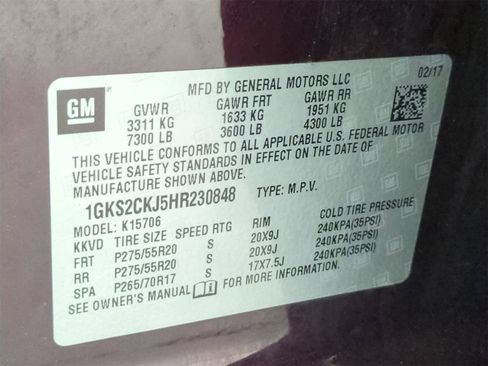 GM
MFD BY GENERAL MOTORS LLC 02/17
GVWR GAWR FRT GAWR RR
3311 KG 1633 KG 1951 KG
7300 LB 3600 LB 4300 LB
THIS VEHICLE CONFORMS TO ALL APPLICABLE U.S. FEDERAL MOTOR
VEHICLE SAFETY STANDARDS IN EFFECT ON THE DATE OF
MANUFACTURE SHOWN ABOVE.
1GKS2CKJ5HR230848 TYPE: M.P.V.
MODEL: K15706
KKVD TIRE SIZE SPEED RTG RIM COLD TIRE PRESSURE
FRT P275/55R20 S 20X9J 240KPA(35PSI)
RR P275/55R20 S 20X9J 240KPA(35PSI)
SPA P265/70R17 S 17X7.5J 240KPA(35PSI)
SEE OWNER'S MANUAL FOR MORE INFORMATION.